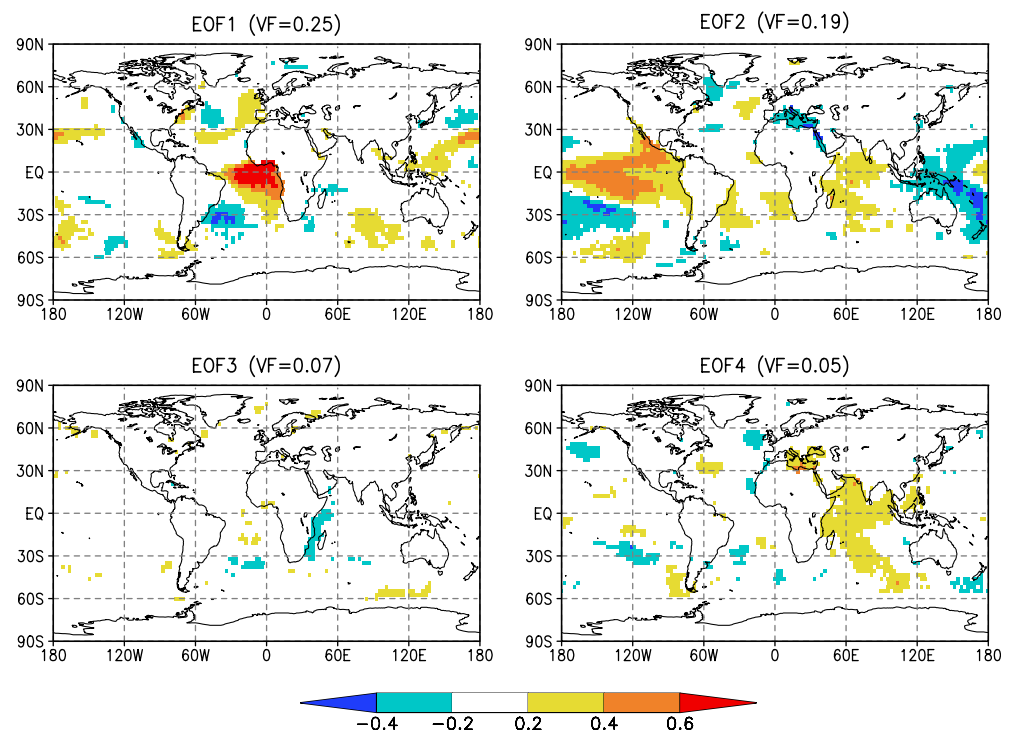 EOF1 (VF=0.25)
90N
60N
30N
EQ
30S
60S
90S
180 120W 60W 0 60E 120E 180
EOF2 (VF=0.19)
90N
60N
30N
EQ
30S
60S
90S
180 120W 60W 0 60E 120E 180
EOF3 (VF=0.07)
90N
60N
30N
EQ
30S
60S
90S
180 120W 60W 0 60E 120E 180
EOF4 (VF=0.05)
90N
60N
30N
EQ
30S
60S
90S
180 120W 60W 0 60E 120E 180
−0.4 −0.2 0.2 0.4 0.6